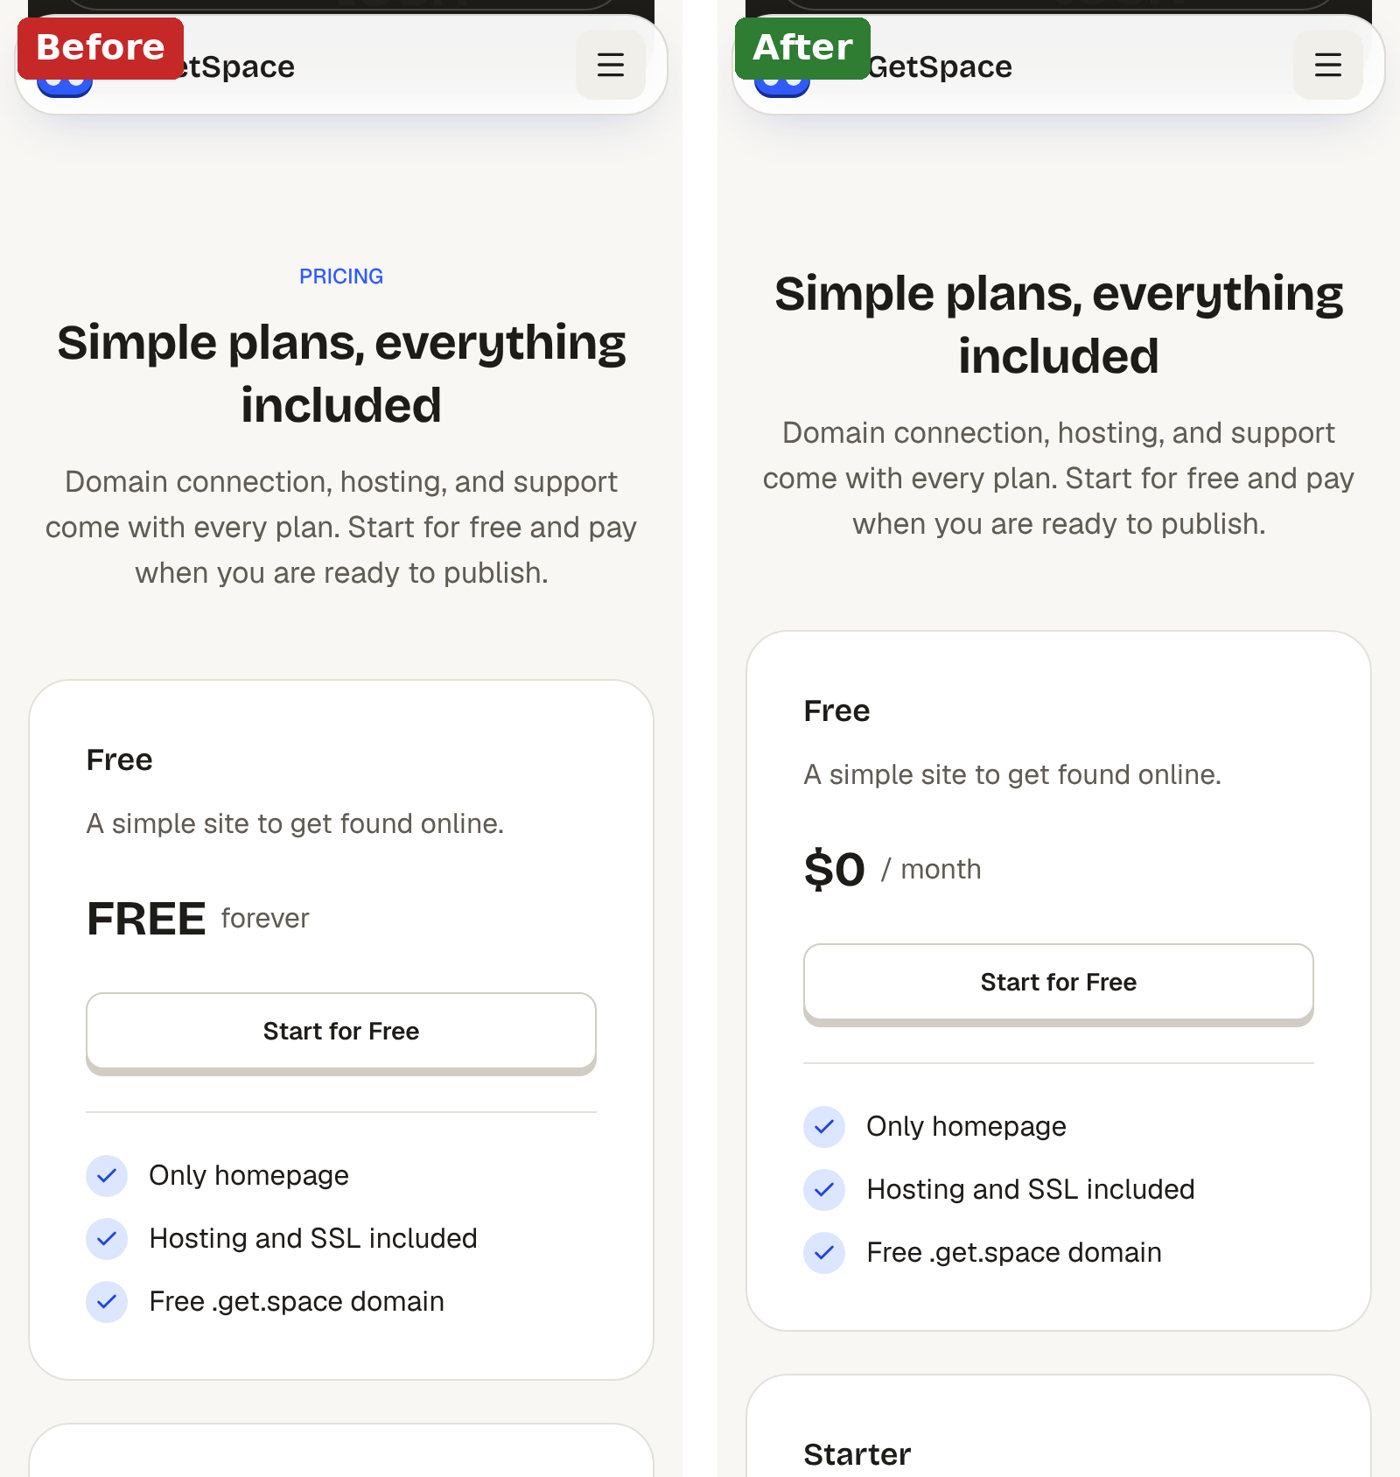 Before
etSpace
PRICING
Simple plans, everything
included
Domain connection, hosting, and support
come with every plan. Start for free and pay
when you are ready to publish.
Free
A simple site to get found online.
FREE forever
Start for Free
Only homepage
Hosting and SSL included
Free .get.space domain
After
GetSpace
Simple plans, everything
included
Domain connection, hosting, and support
come with every plan. Start for free and pay
when you are ready to publish.
Free
A simple site to get found online.
$0 / month
Start for Free
Only homepage
Hosting and SSL included
Free .get.space domain
Starter